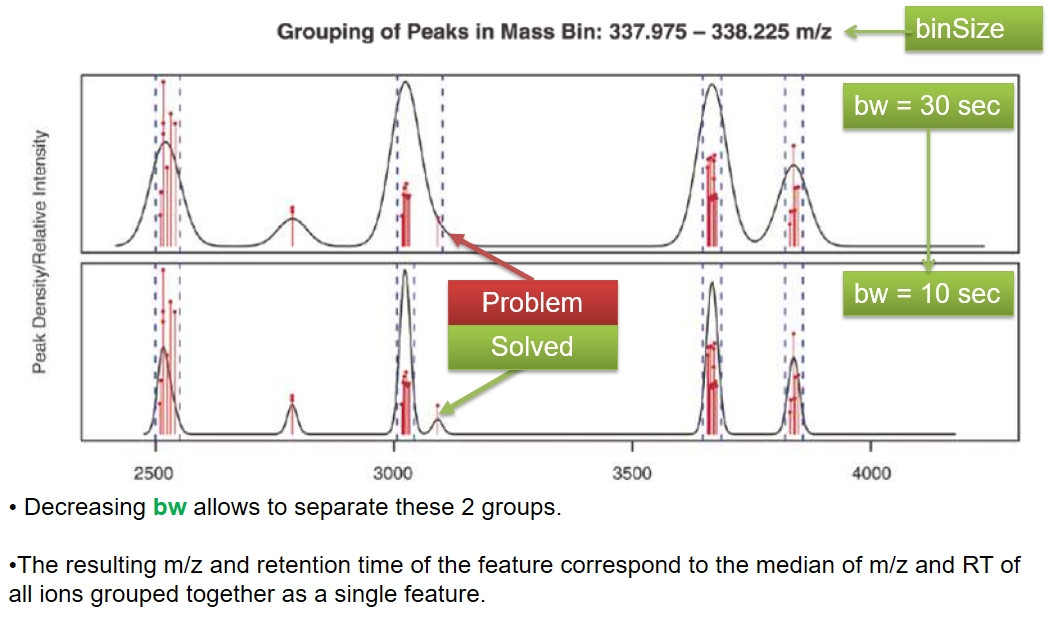 Grouping of Peaks in Mass Bin: 337.975 – 338.225 m/z
binSize
Peak Density/Relative Intensity
bw = 30 sec
Problem
Solved
bw = 10 sec
2500 3000 3500 4000
• Decreasing bw allows to separate these 2 groups.
•The resulting m/z and retention time of the feature correspond to the median of m/z and RT of
all ions grouped together as a single feature.